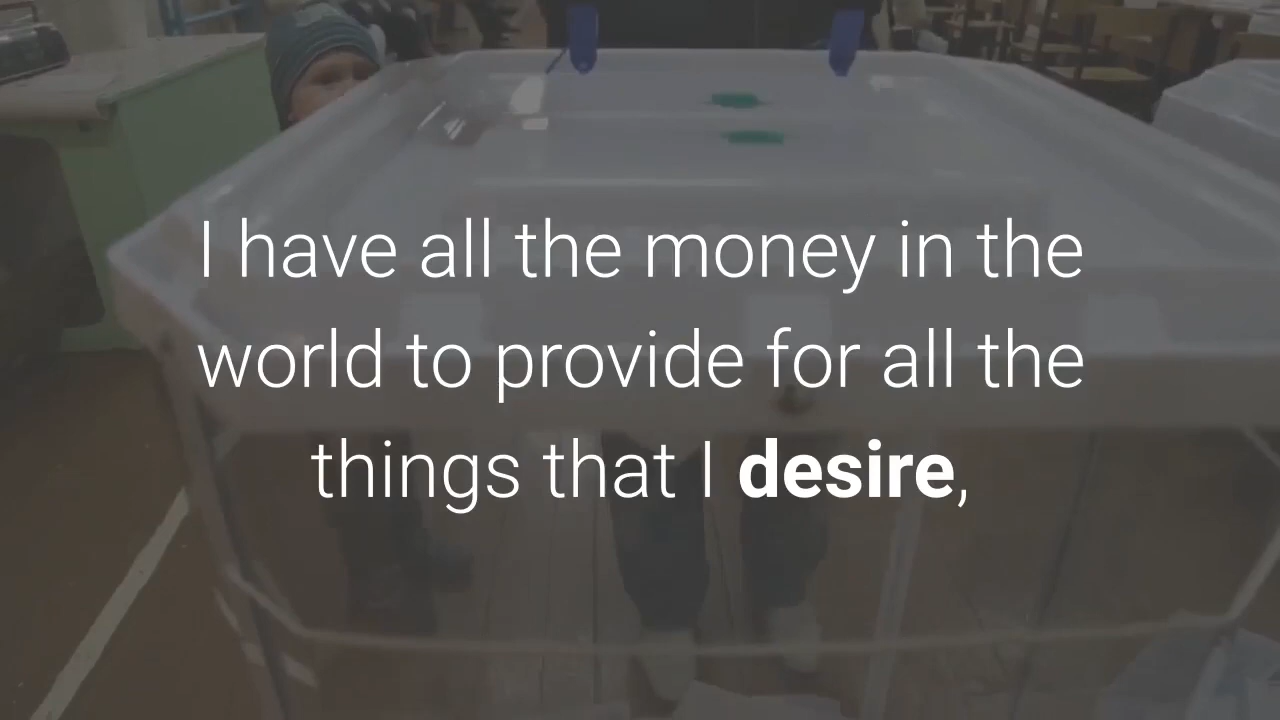 I have all the money in the
world to provide for all the
things that I desire,